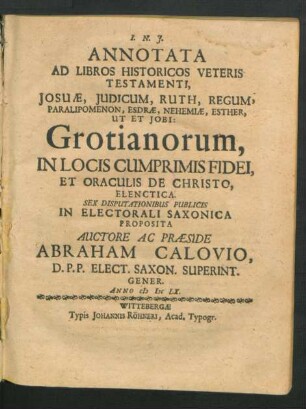 I. N. J.
ANNOTATA
AD LIBROS HISTORICOS VETERIS
TESTAMENTI,
JOSUÆ, JUDICUM, RUTH, REGUM,
PARALIPOMENON, ESDRÆ, NEHEMIÆ, ESTHER,
UT ET JOBI:
Grotianorum,
IN LOCIS CUMPRIMIS FIDEI,
ET ORACULIS DE CHRISTO,
ELENCTICA.
SEX DISPUTATIONIBUS PUBLICIS
IN ELECTORALI SAXONICA
PROPOSITA
AUCTORE AC PRÆSIDE
ABRAHAM CALOVIO,
D. P. P. ELECT. SAXON. SUPERINT.
GENER.
ANNO cIɔ Iɔc LX.
WITTEBERGÆ
Typis JOHANNIS RÖHNERI, Acad. Typogr.